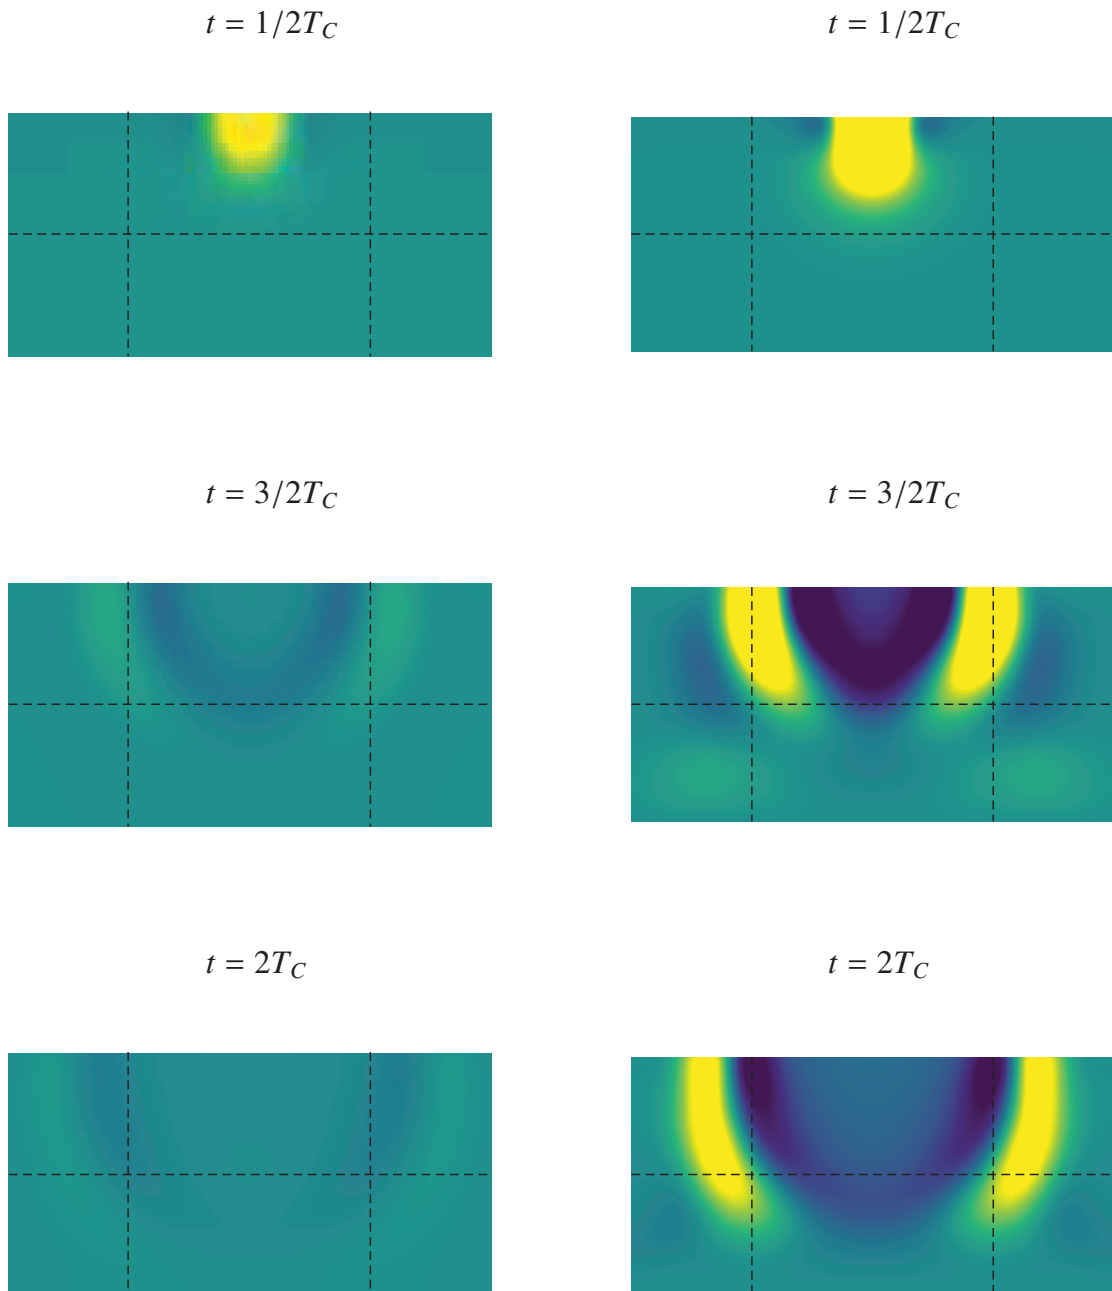 t = 1/2T_C
t = 1/2T_C
t = 3/2T_C
t = 3/2T_C
t = 2T_C
t = 2T_C